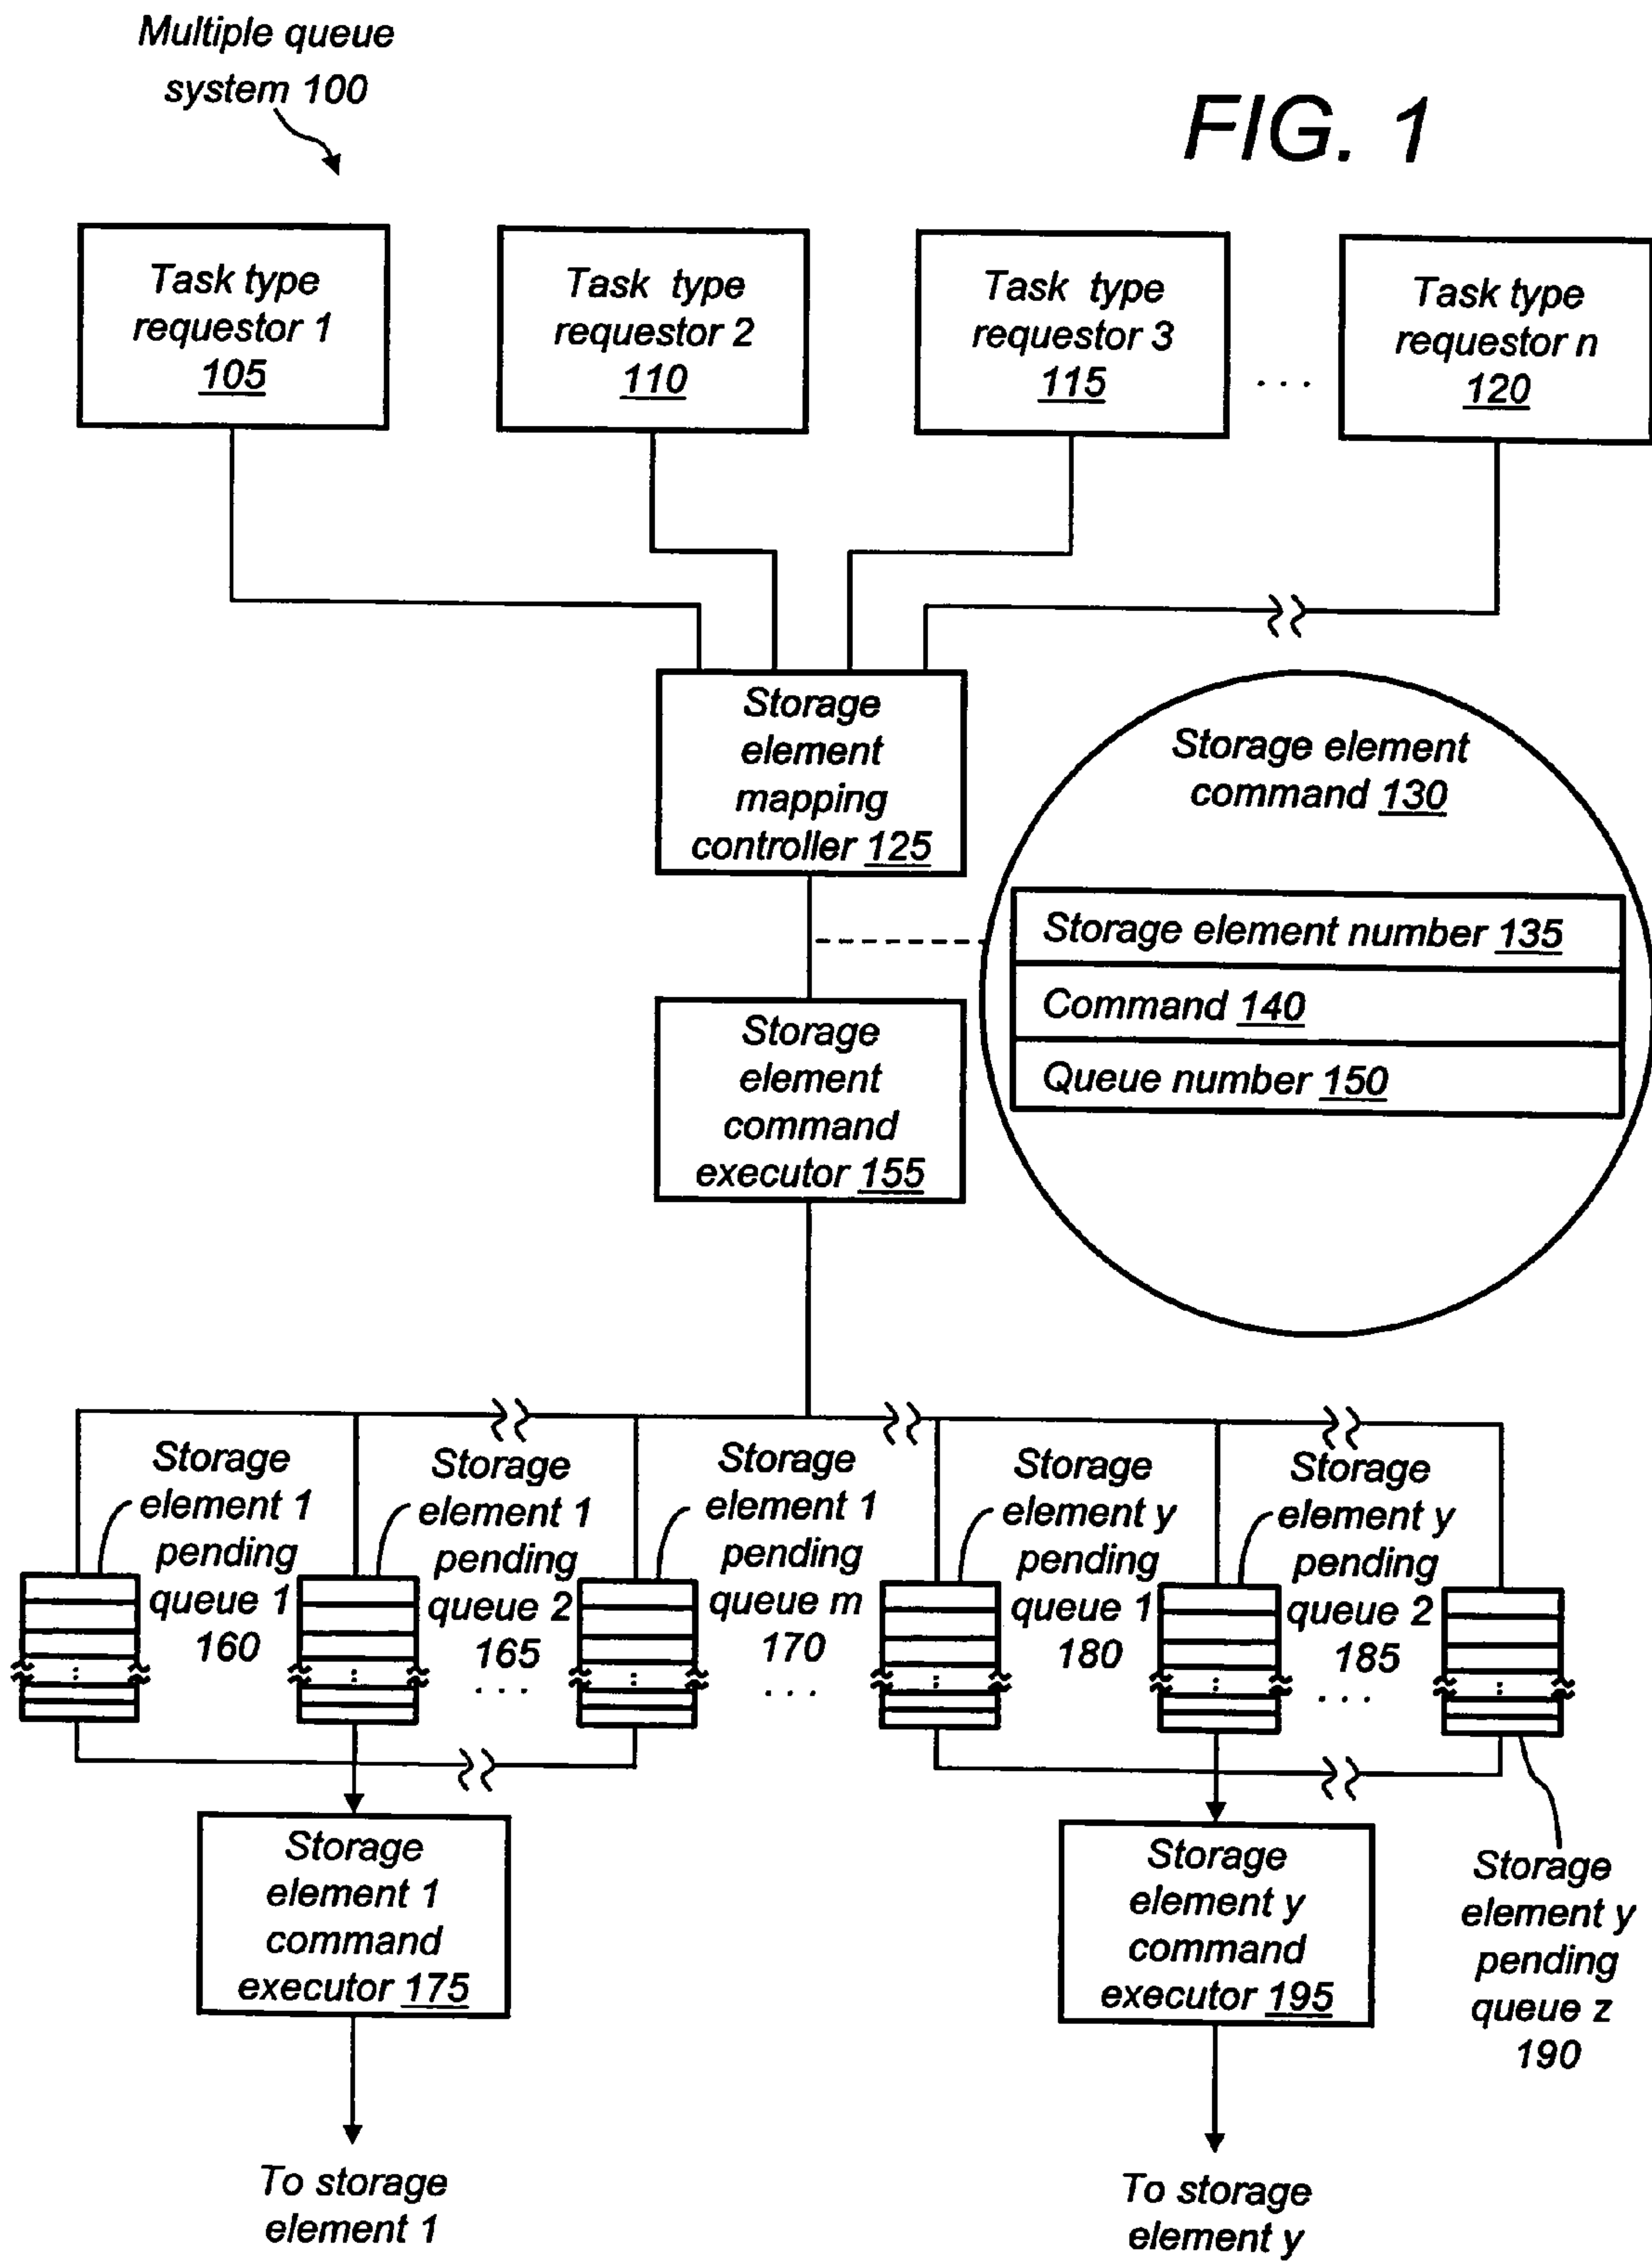 Multiple queue
system 100
FIG. 1
Task type
requestor 1
105
Task type
requestor 2
110
Task type
requestor 3
115
. . .
Task type
requestor n
120
Storage
element
mapping
controller 125
Storage element
command 130
Storage element number 135
Command 140
Queue number 150
Storage
element
command
executor 155
Storage
element 1
pending
queue 1
160
Storage
element 1
pending
queue 2
165
. . .
Storage
element 1
pending
queue m
170
. . .
Storage
element y
pending
queue 1
180
Storage
element y
pending
queue 2
185
. . .
Storage
element 1
command
executor 175
Storage
element y
command
executor 195
Storage
element y
pending
queue z
190
To storage
element 1
To storage
element y